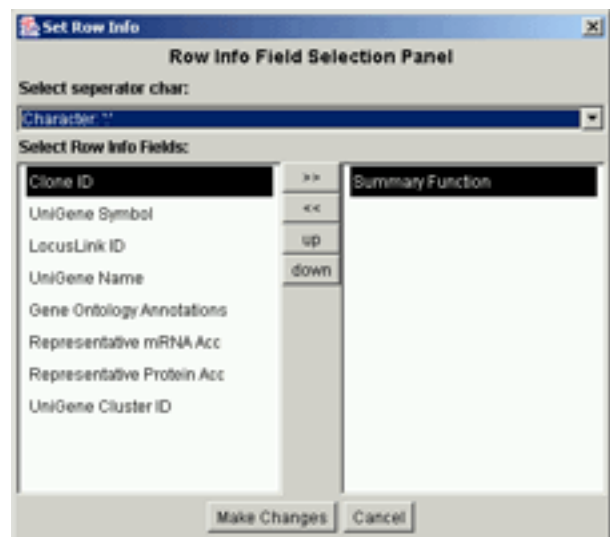 Set Row Info
Row Info Field Selection Panel
Select seperator char:
Character: ':'
Select Row Info Fields:
Clone ID
UniGene Symbol
LocusLink ID
UniGene Name
Gene Ontology Annotations
Representative mRNA Acc
Representative Protein Acc
UniGene Cluster ID
>>
<<
up
down
Summary Function
Make Changes
Cancel